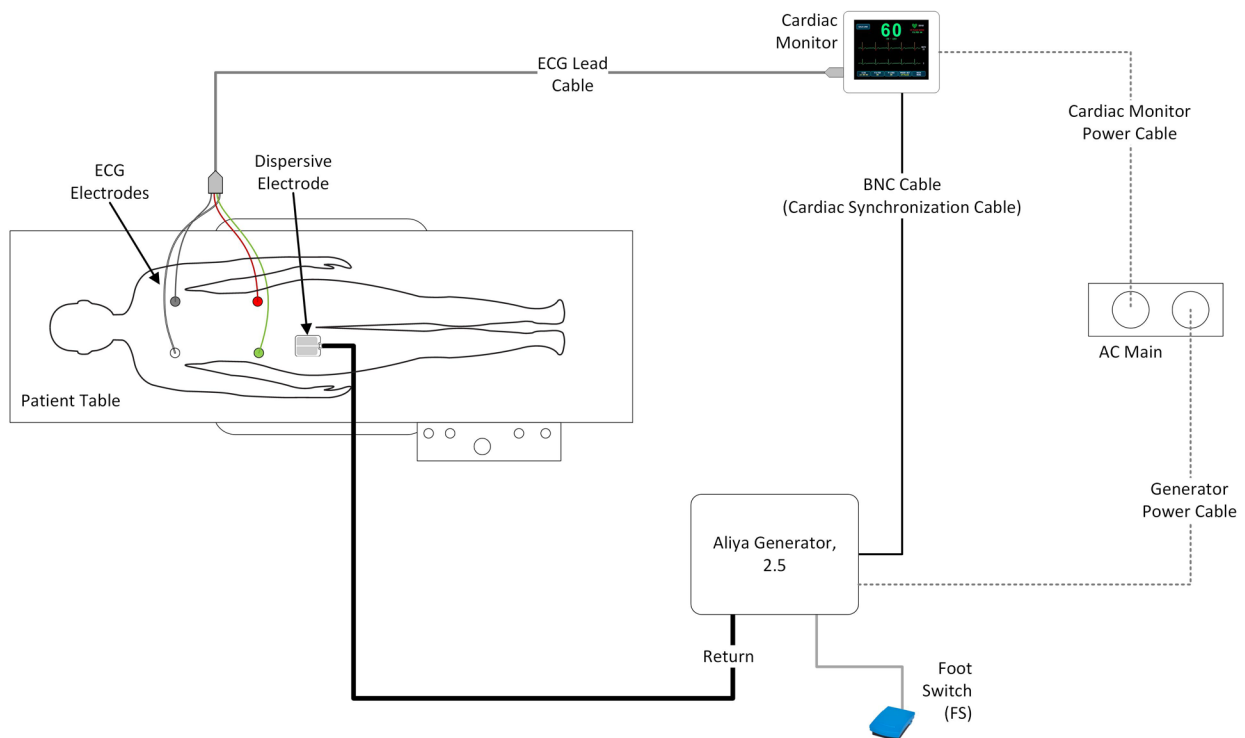 Cardiac
Monitor
60
ECG Lead
Cable
Cardiac Monitor
Power Cable
ECG
Electrodes
Dispersive
Electrode
BNC Cable
(Cardiac Synchronization Cable)
AC Main
Patient Table
Generator
Power Cable
Aliya Generator,
2.5
Return
Foot
Switch
(FS)